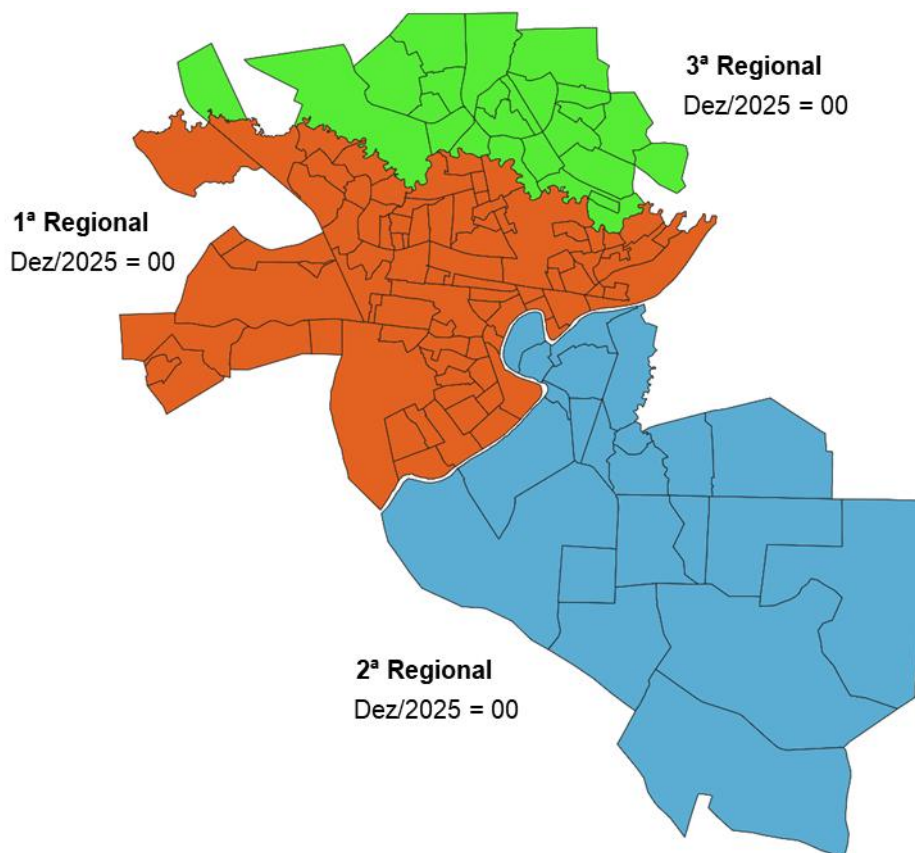 3ª Regional
Dez/2025 = 00
1ª Regional
Dez/2025 = 00
2ª Regional
Dez/2025 = 00